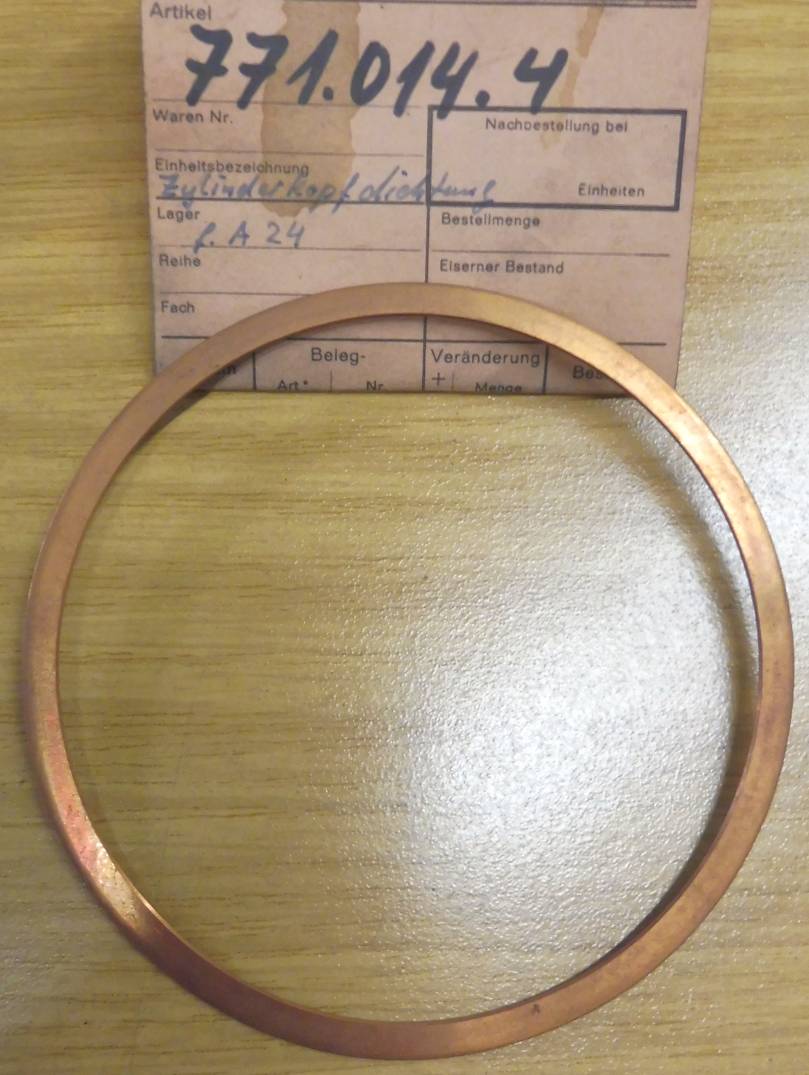 Artikel
771.014.4
Waren Nr.
Nachbestellung bei
Einheiten
Einheitsbezeichnung
Zylinderkopfdichtung
Lager
f. A 24
Bestellmenge
Reihe
Eiserner Bestand
Fach
Beleg-
Veränderung
Art
Nr.
+
Menge